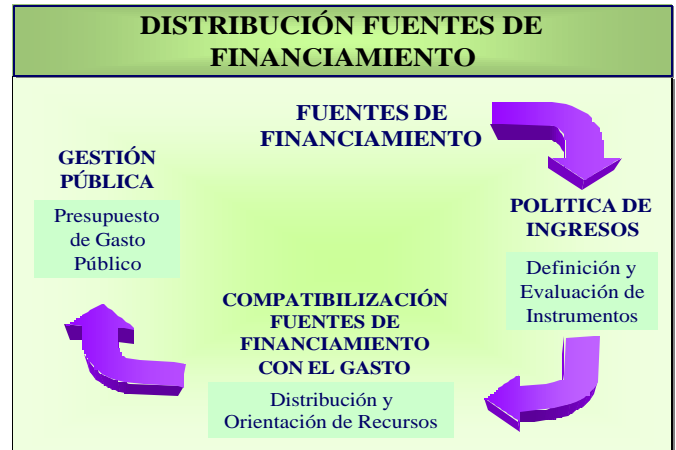 DISTRIBUCIÓN FUENTES DE
FINANCIAMIENTO
FUENTES DE
FINANCIAMIENTO
GESTIÓN
PÚBLICA
Presupuesto
de Gasto
Público
POLITICA DE
INGRESOS
Definición y
Evaluación de
Instrumentos
COMPATIBILIZACIÓN
FUENTES DE
FINANCIAMIENTO
CON EL GASTO
Distribución y
Orientación de Recursos